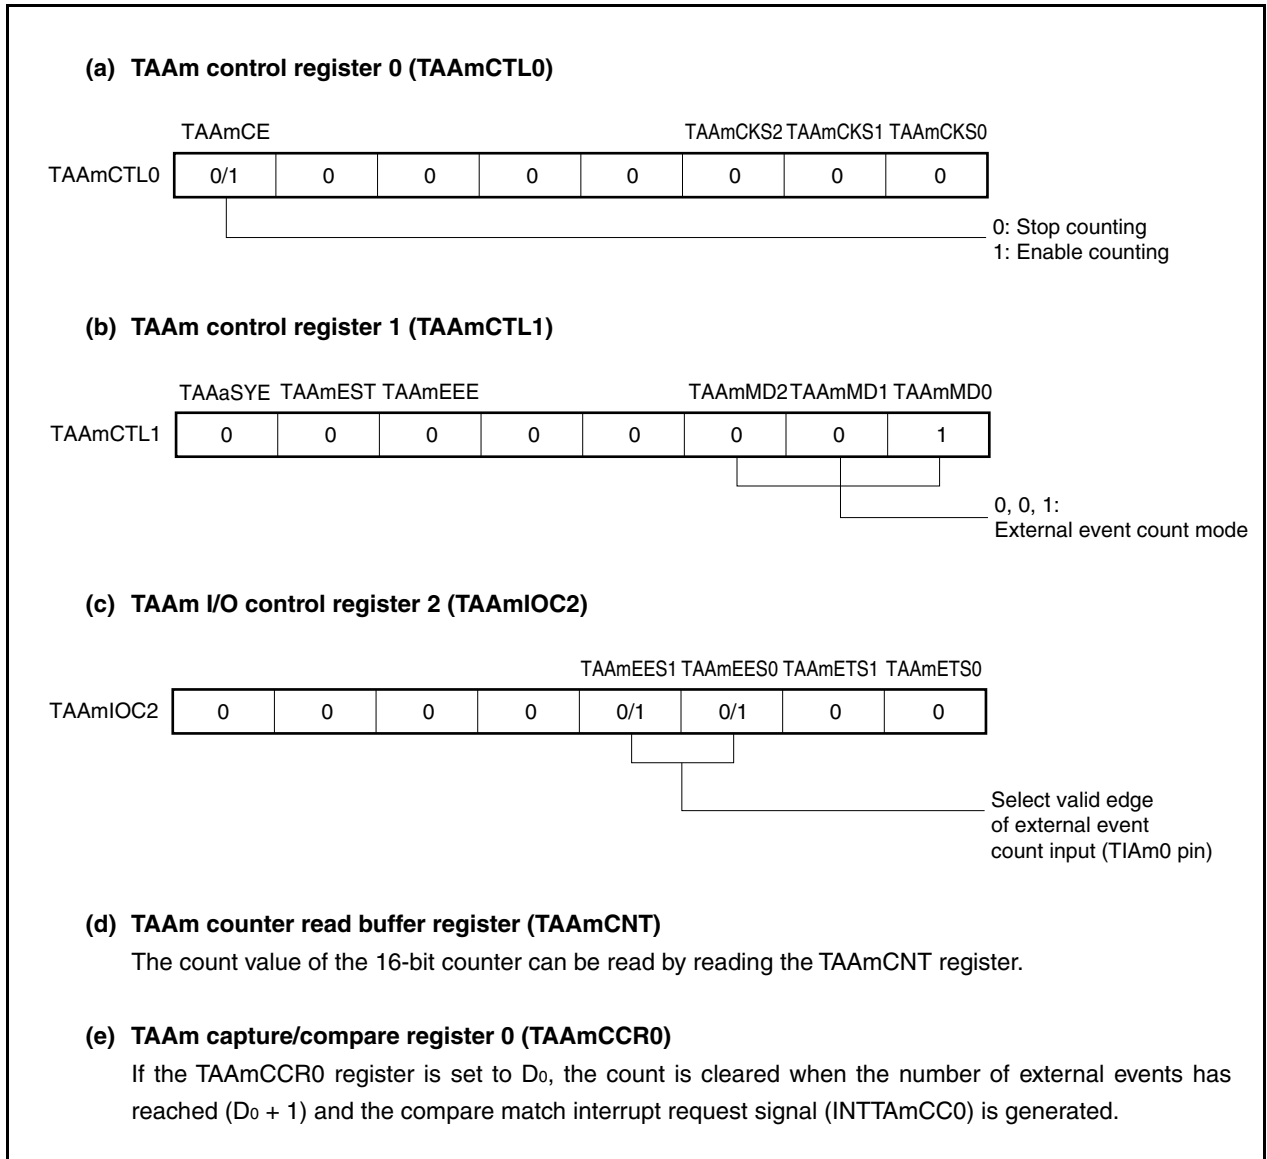 (a) TAAm control register 0 (TAAmCTL0)
TAAmCE TAAmCKS2 TAAmCKS1 TAAmCKS0
TAAmCTL0 0/1 0 0 0 0 0 0 0
0: Stop counting
1: Enable counting
(b) TAAm control register 1 (TAAmCTL1)
TAAaSYE TAAmEST TAAmEEE TAAmMD2 TAAmMD1 TAAmMD0
TAAmCTL1 0 0 0 0 0 0 0 1
0, 0, 1:
External event count mode
(c) TAAm I/O control register 2 (TAAmIOC2)
TAAmEES1 TAAmEES0 TAAmETS1 TAAmETS0
TAAmIOC2 0 0 0 0 0/1 0/1 0 0
Select valid edge
of external event
count input (TIAm0 pin)
(d) TAAm counter read buffer register (TAAmCNT)
The count value of the 16-bit counter can be read by reading the TAAmCNT register.
(e) TAAm capture/compare register 0 (TAAmCCR0)
If the TAAmCCR0 register is set to D0, the count is cleared when the number of external events has
reached (D0 + 1) and the compare match interrupt request signal (INTTAmCC0) is generated.